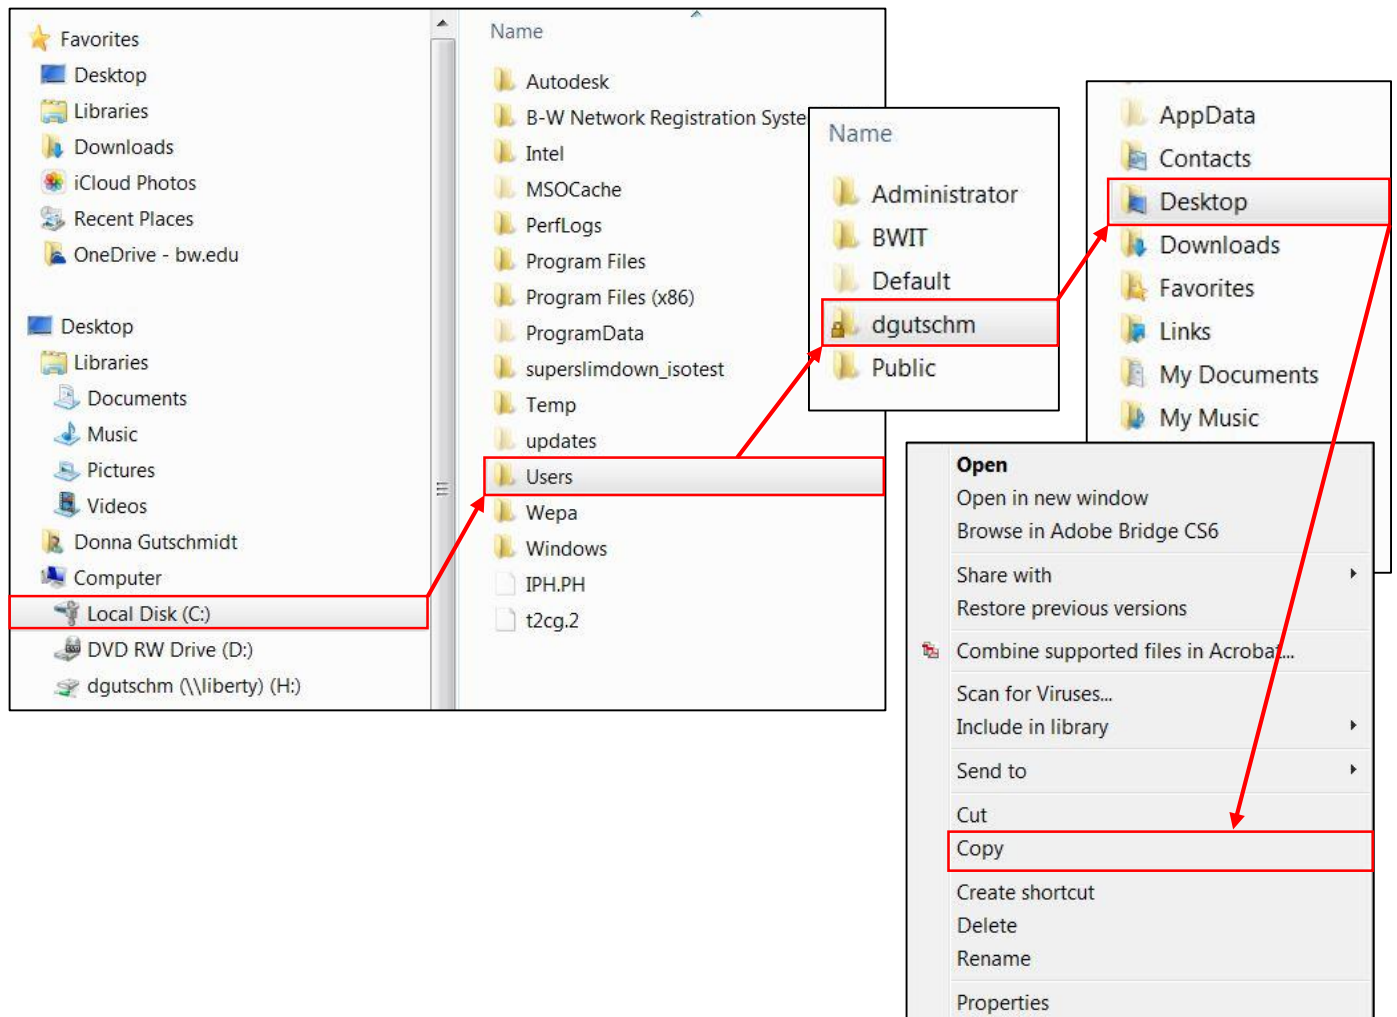 Favorites
Desktop
Libraries
Downloads
iCloud Photos
Recent Places
OneDrive - bw.edu
Desktop
Libraries
Documents
Music
Pictures
Videos
Donna Gutschmidt
Computer
Local Disk (C:)
DVD RW Drive (D:)
dgutschm (\\liberty) (H:)
Name
Autodesk
B-W Network Registration Syste
Intel
MSOCache
PerfLogs
Program Files
Program Files (x86)
ProgramData
superslimdown_isotest
Temp
updates
Users
Wepa
Windows
IPH.PH
t2cg.2
Name
Administrator
BWIT
Default
dgutschm
Public
AppData
Contacts
Desktop
Downloads
Favorites
Links
My Documents
My Music
Open
Open in new window
Browse in Adobe Bridge CS6
Share with
Restore previous versions
Combine supported files in Acrobat...
Scan for Viruses...
Include in library
Send to
Cut
Copy
Create shortcut
Delete
Rename
Properties